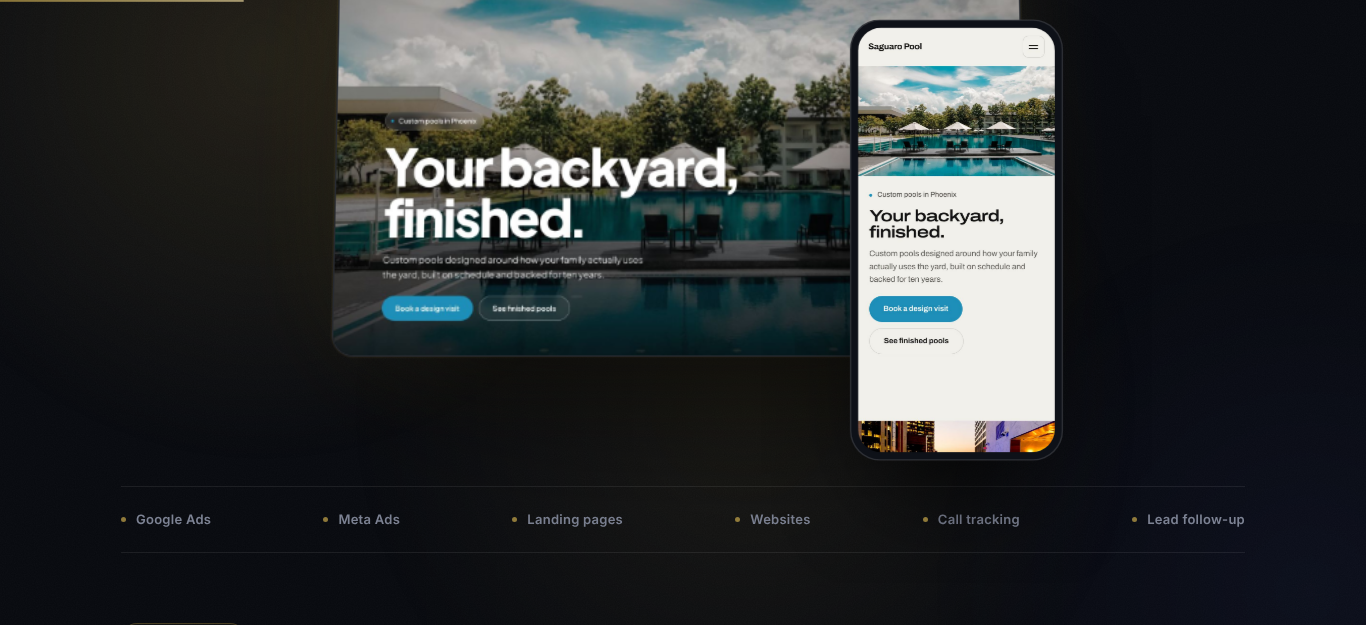 Custom pools in Phoenix
Your backyard,
finished.
Custom pools designed around how your family actually uses
the yard, built on schedule and backed for ten years.
Book a design visit
See finished pools
Saguaro Pool
Custom pools in Phoenix
Your backyard,
finished.
Custom pools designed around how your family
actually uses the yard, built on schedule and
backed for ten years.
Book a design visit
See finished pools
Google Ads
Meta Ads
Landing pages
Websites
Call tracking
Lead follow-up